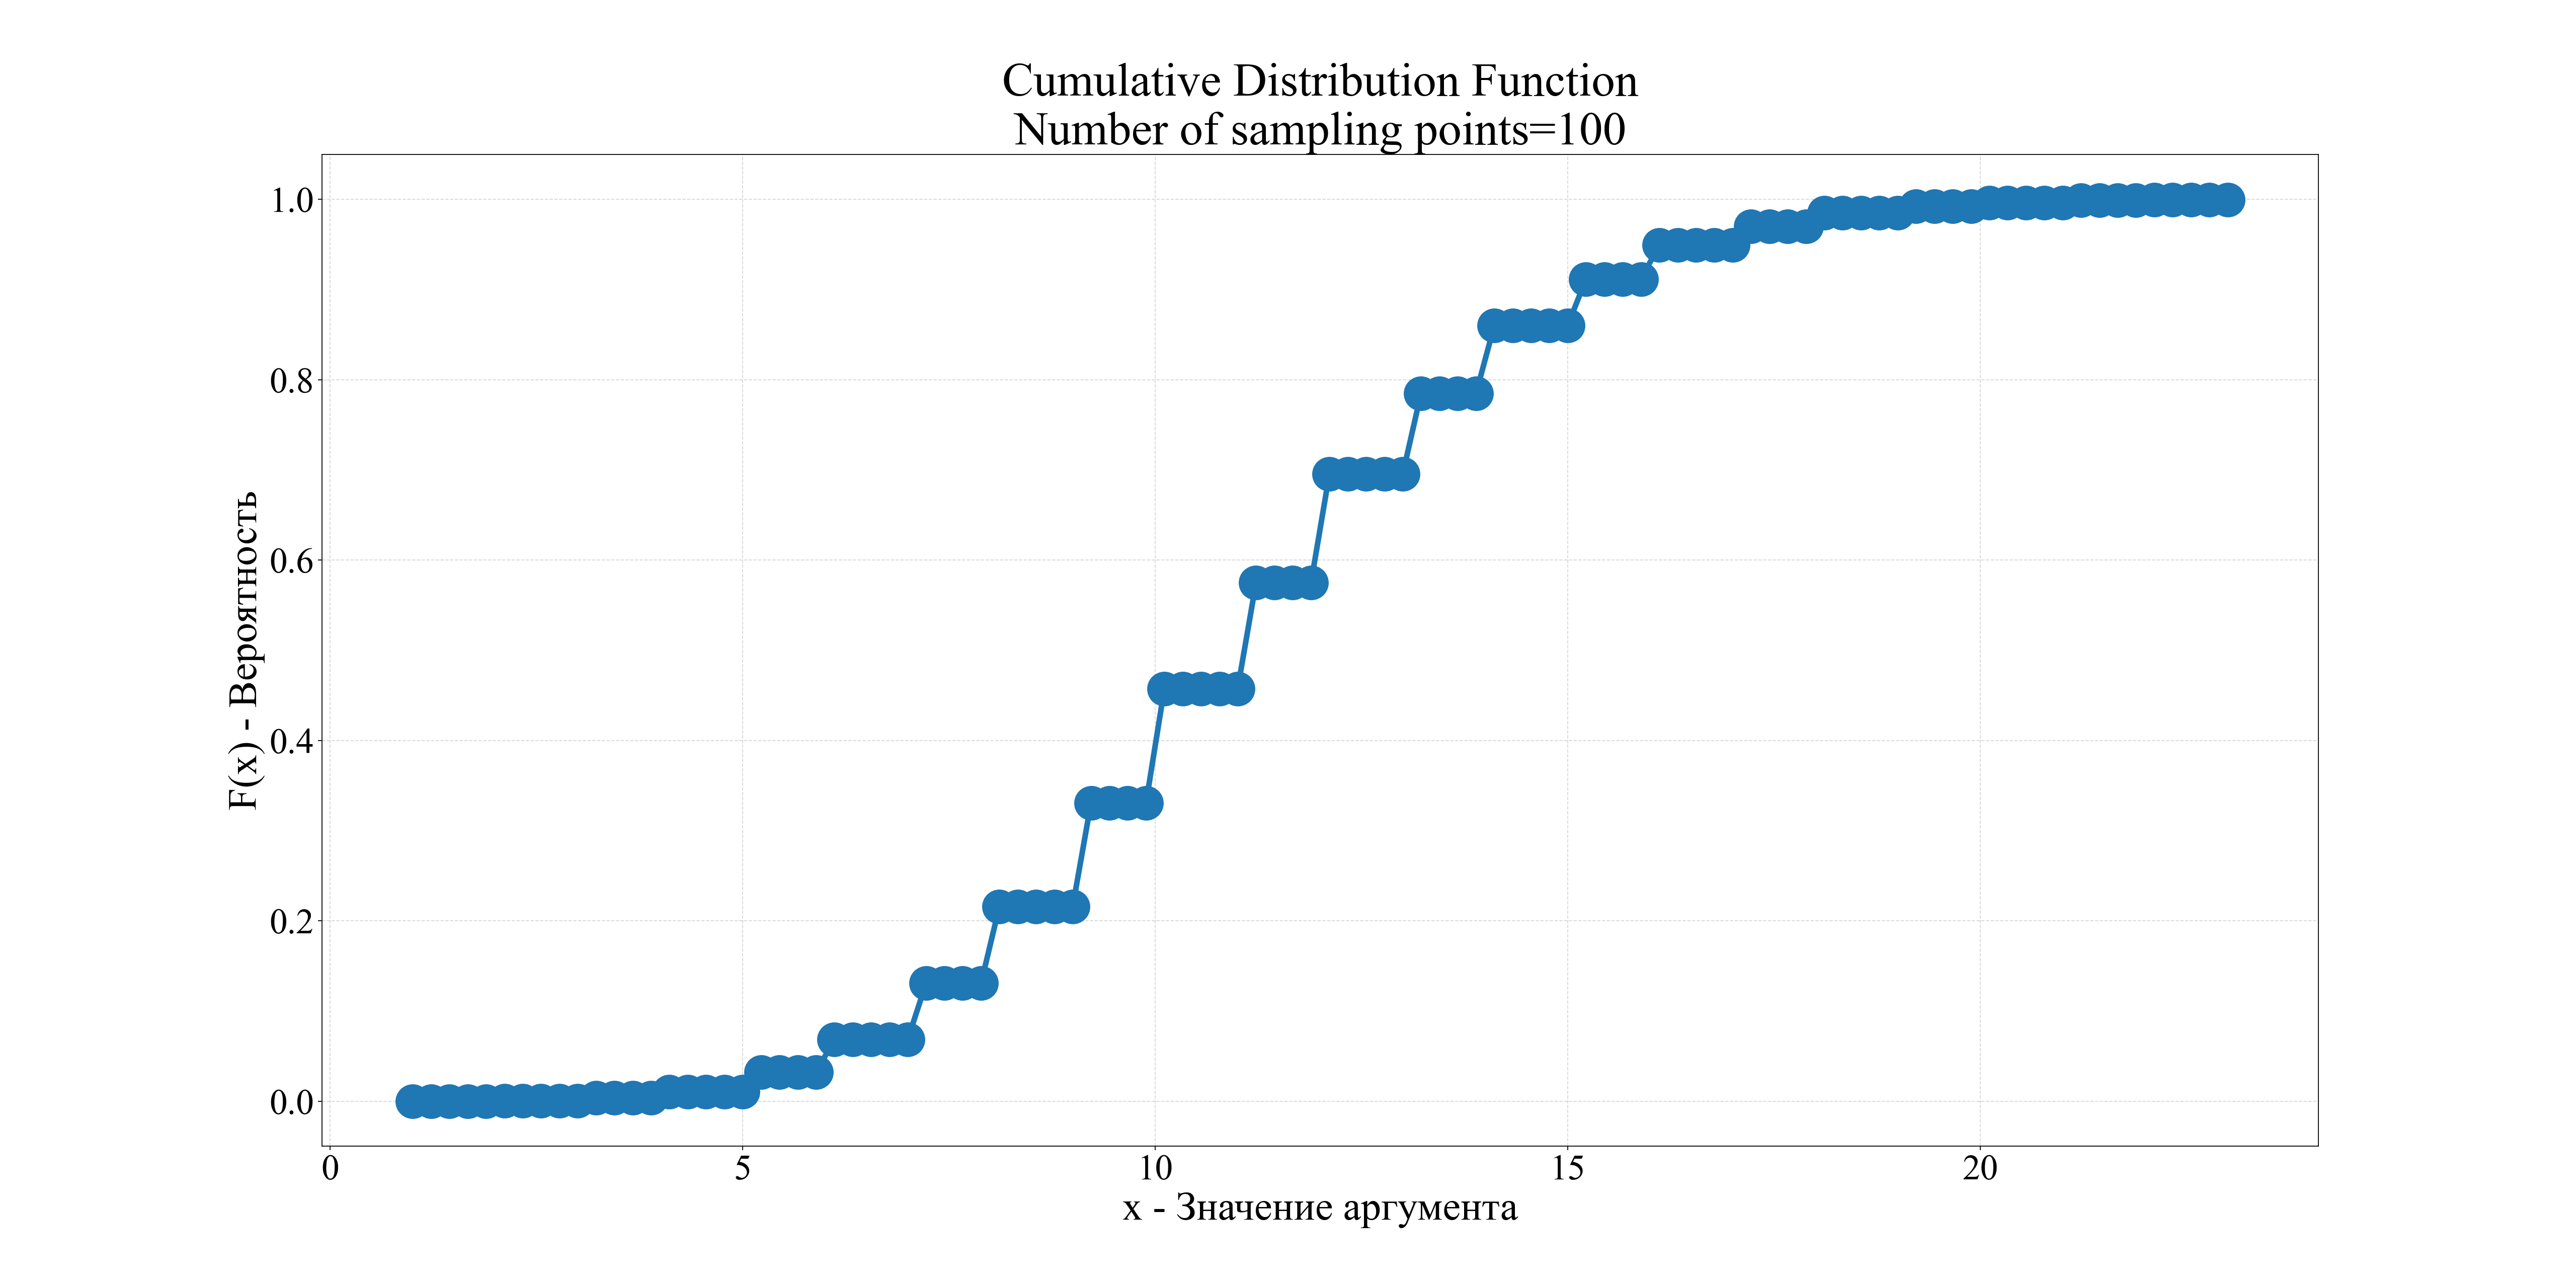 Cumulative Distribution Function
Number of sampling points=100
F(x) - Вероятность
1.0
0.8
0.6
0.4
0.2
0.0
0
5
10
15
20
x - Значение аргумента